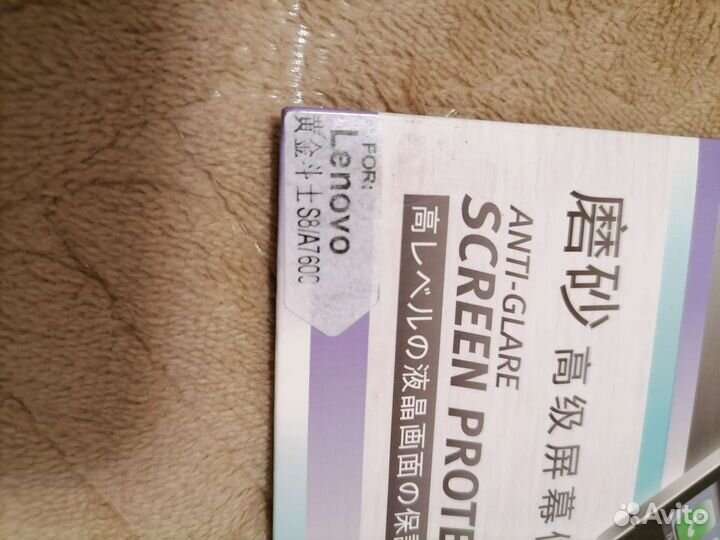 FOR:
Lenovo
黄金斗士S8/A7600
磨砂 高级屏幕
ANTI-GLARE
SCREEN PROTE
高レベルの液晶画面の保
Avito